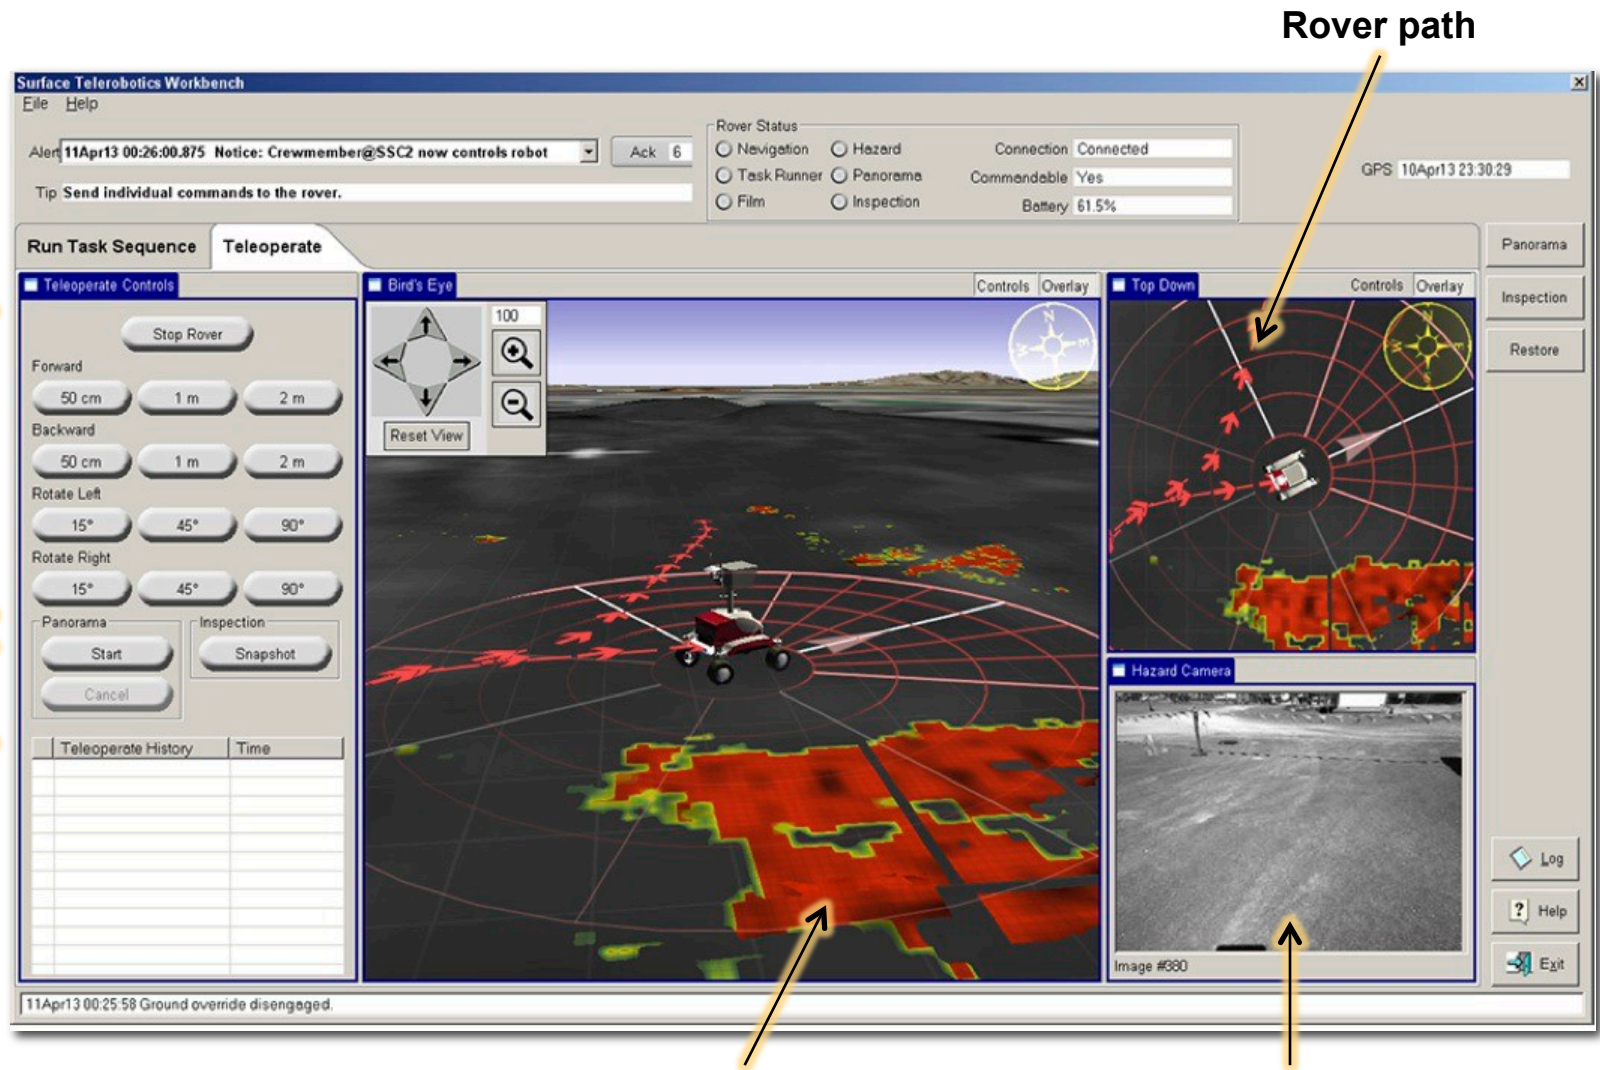 Rover path
Surface Telerobotics Workbench
File Help
Alert 11Apr13 00:26:00.875 Notice: Crewmember@SSC2 now controls robot
Ack 6
Tip Send individual commands to the rover.
Rover Status
Navigation Hazard
Task Runner Panorama
Film Inspection
Connection Connected
Commandable Yes
Battery 61.5%
GPS 10Apr13 23:30:29
Run Task Sequence Teleoperate
Panorama
Inspection
Restore
Teleoperate Controls
Stop Rover
Forward
50 cm 1 m 2 m
Backward
50 cm 1 m 2 m
Rotate Left
15° 45° 90°
Rotate Right
15° 45° 90°
Panorama
Start
Cancel
Inspection
Snapshot
Teleoperate History Time
Bird's Eye Controls Overlay
100
Reset View
N
E
W
Top Down Controls Overlay
N
E
W
Hazard Camera
Image #380
Log
? Help
Exit
11Apr13 00:25:58 Ground override disengaged.